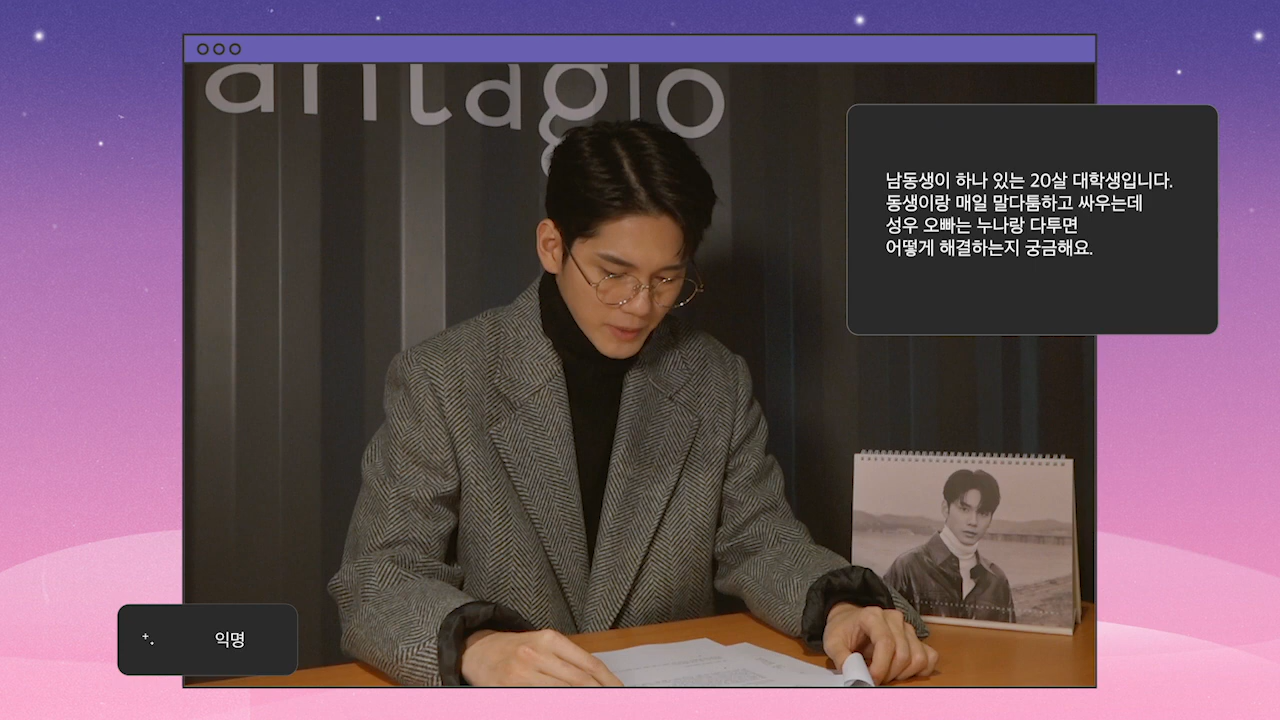 antagio
남동생이 하나 있는 20살 대학생입니다.
동생이랑 매일 말다툼하고 싸우는데
성우 오빠는 누나랑 다투면
어떻게 해결하는지 궁금해요.
익명